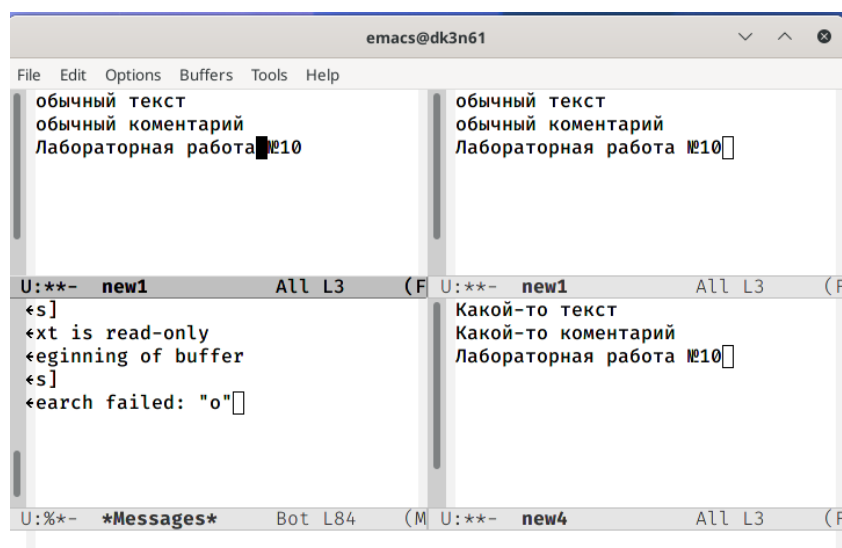 emacs@dk3n61
File Edit Options Buffers Tools Help
обычный текст
обычный коментарий
Лабораторная работа №10
U:**- new1 All L3 (F
обычный текст
обычный коментарий
Лабораторная работа №10
U:**- new1 All L3 (F
s]
xt is read-only
eginning of buffer
s]
earch failed: "o"
U:%*- *Messages* Bot L84 (M
Какой-то текст
Какой-то коментарий
Лабораторная работа №10
U:**- new4 All L3 (F